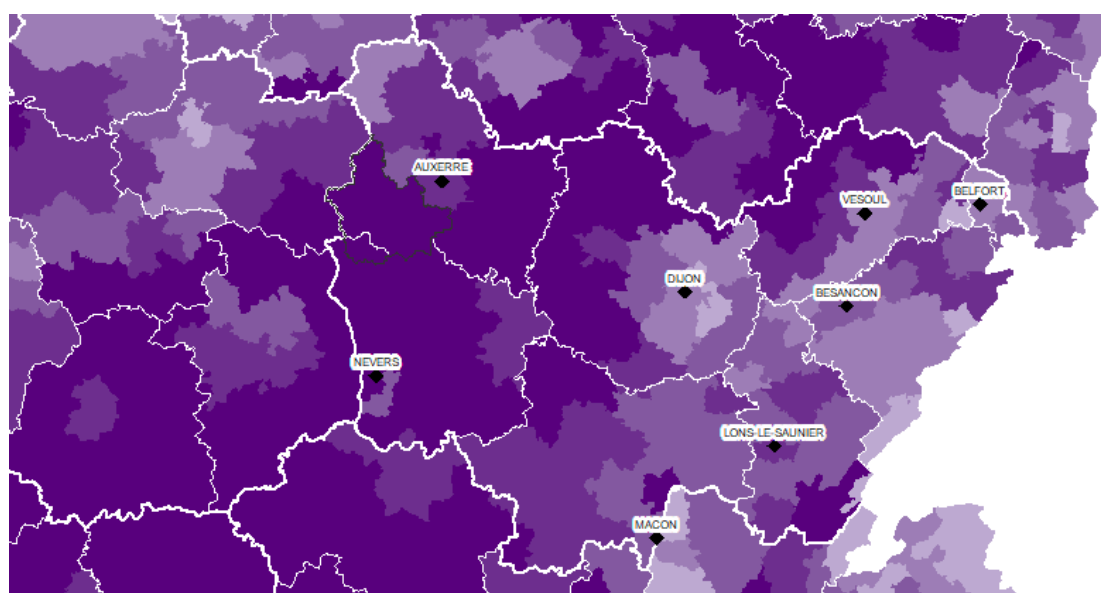 AUXERRE
BELFORT
VESOUL
DIJON
BESANCON
NEVERS
LONS-LE-SAUNIER
MACON